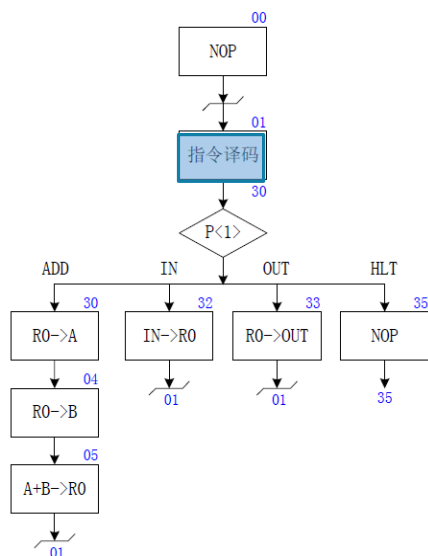 00
NOP
01
指令译码
30
P<1>
ADD IN OUT HLT
30 32 33 35
R0->A IN->R0 R0->OUT NOP
04 01 01 35
R0->B
05
A+B->R0
01